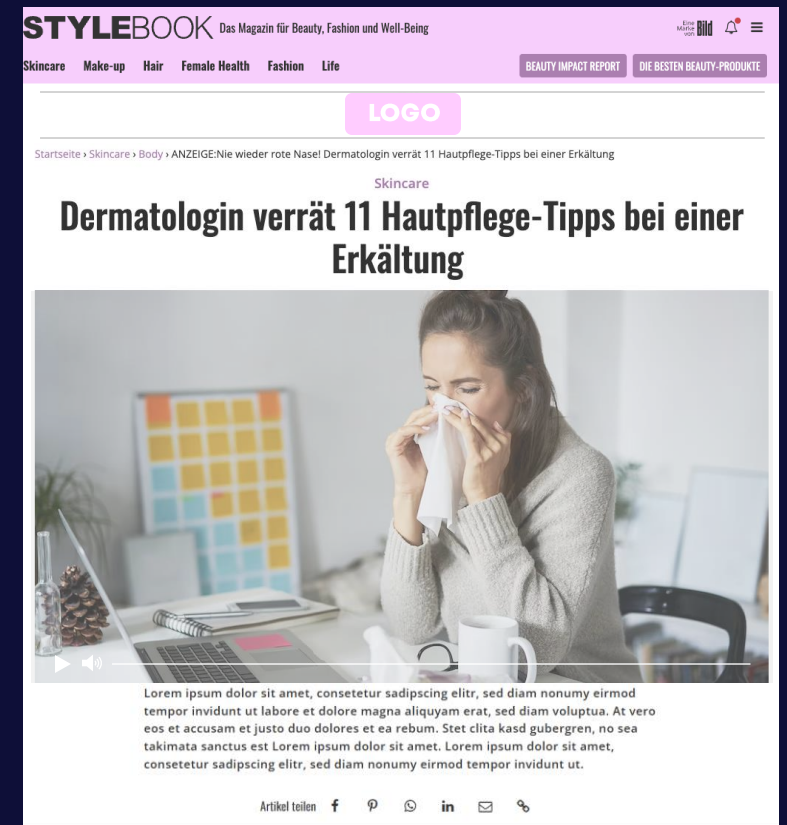 STYLEBOOK Das Magazin für Beauty, Fashion und Well-Being
Eine Marke von Bild
Skincare Make-up Hair Female Health Fashion Life BEAUTY IMPACT REPORT DIE BESTEN BEAUTY-PRODUKTE
LOGO
Startseite › Skincare › Body › ANZEIGE:Nie wieder rote Nase! Dermatologin verrät 11 Hautpflege-Tipps bei einer Erkältung
Skincare
Dermatologin verrät 11 Hautpflege-Tipps bei einer
Erkältung
Lorem ipsum dolor sit amet, consetetur sadipscing elitr, sed diam nonumy eirmod
tempor invidunt ut labore et dolore magna aliquyam erat, sed diam voluptua. At vero
eos et accusam et justo duo dolores et ea rebum. Stet clita kasd gubergren, no sea
takimata sanctus est Lorem ipsum dolor sit amet. Lorem ipsum dolor sit amet,
consetetur sadipscing elitr, sed diam nonumy eirmod tempor invidunt ut.
Artikel teilen